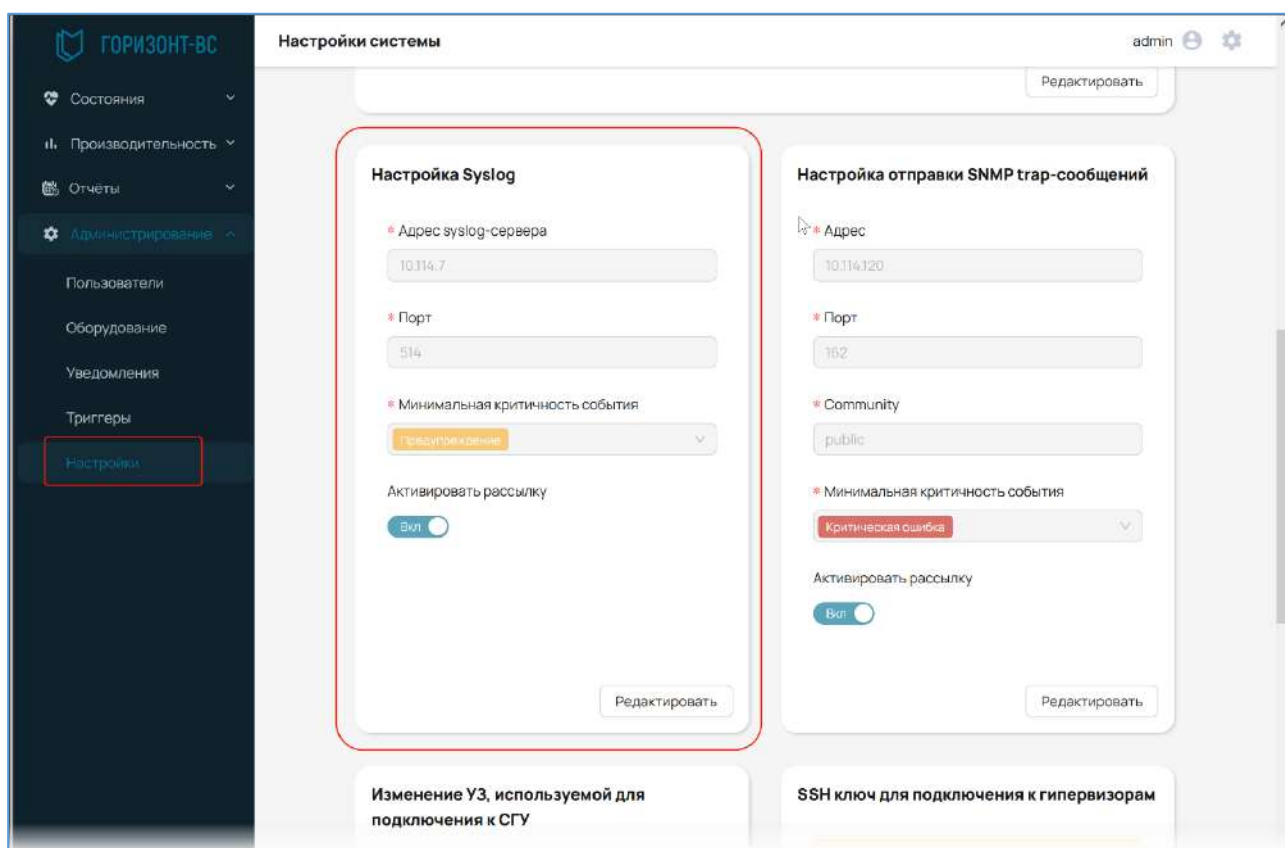 ГОРИЗОНТ-ВС
Состояния
Производительность
Отчёты
Администрирование
Пользователи
Оборудование
Уведомления
Триггеры
Настройки
Настройки системы
admin
Редактировать
Настройка Syslog
* Адрес syslog-сервера
10.114.7
* Порт
514
* Минимальная критичность события
Предупреждение
Активировать рассылку
Вкл
Редактировать
Настройка отправки SNMP trap-сообщений
* Адрес
10.114.120
* Порт
162
* Community
public
* Минимальная критичность события
Критическая ошибка
Активировать рассылку
Вкл
Редактировать
Изменение УЗ, используемой для
подключения к СГУ
SSH ключ для подключения к гипервизорам